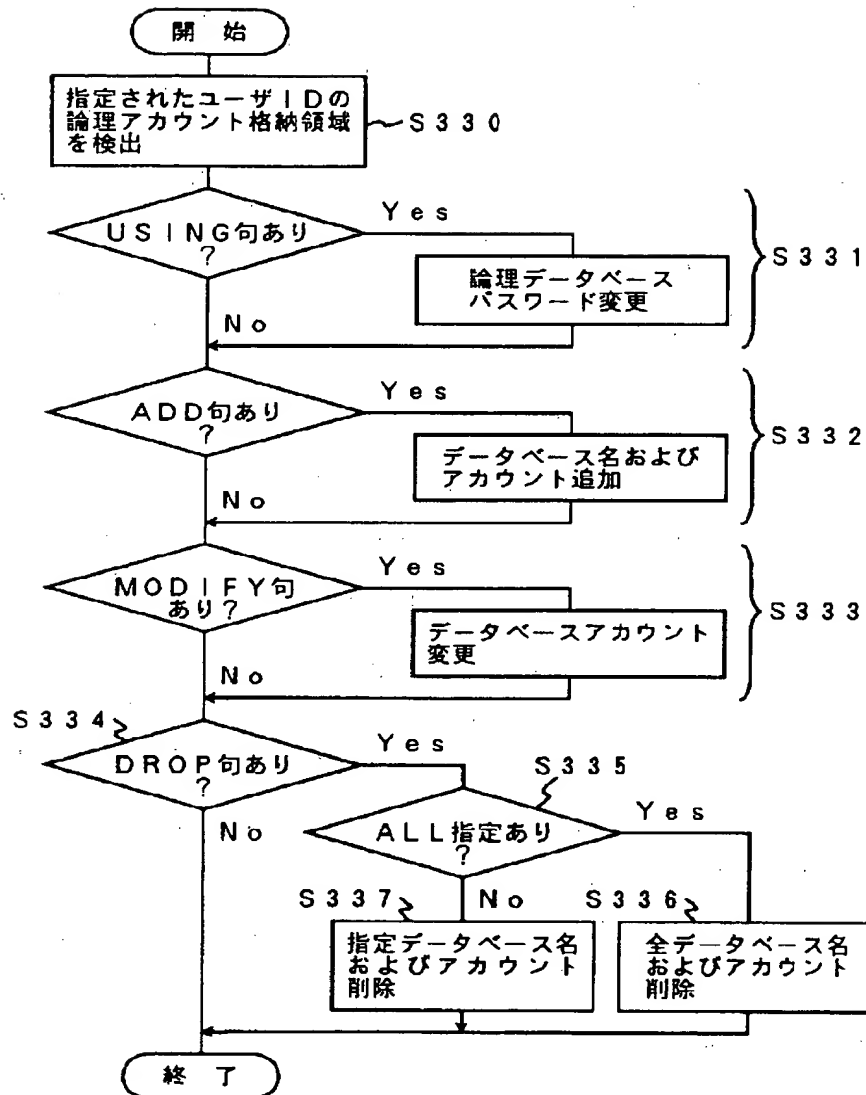 開 始
指定されたユーザIDの
論理アカウント格納領域
を検出
S330
USING句あり
?
Yes
論理データベース
パスワード変更
S331
No
ADD句あり
?
Yes
データベース名および
アカウント追加
S332
No
MODIFY句
あり?
Yes
データベースアカウント
変更
S333
No
S334
DROP句あり
?
Yes
No
S335
ALL指定あり
?
Yes
No
S337
指定データベース名
およびアカウント
削除
S336
全データベース名
およびアカウント
削除
終 了